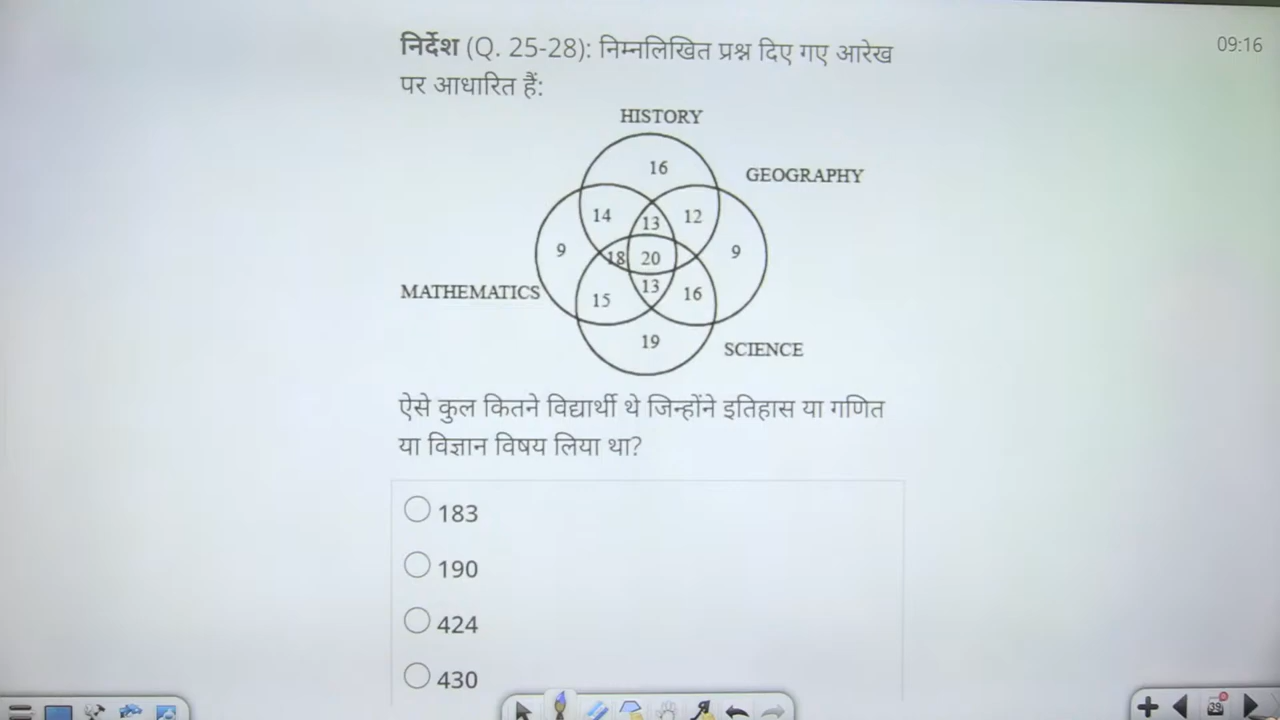 निर्देश (Q. 25-28): निम्नलिखित प्रश्न दिए गए आरेख
09:16
पर आधारित हैं:
HISTORY
16
GEOGRAPHY
14
13
12
9
18
20
9
MATHEMATICS
15
13
16
19
SCIENCE
ऐसे कुल कितने विद्यार्थी थे जिन्होंने इतिहास या गणित
या विज्ञान विषय लिया था?
183
190
424
430
39